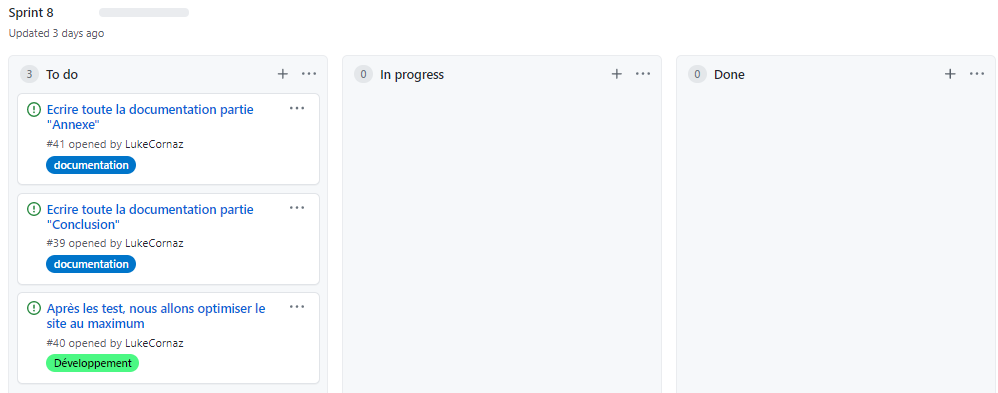 Sprint 8
Updated 3 days ago
3 To do
Ecrire toute la documentation partie
"Annexe"
#41 opened by LukeCornaz
documentation
Ecrire toute la documentation partie
"Conclusion"
#39 opened by LukeCornaz
documentation
Après les test, nous allons optimiser le
site au maximum
#40 opened by LukeCornaz
Développement
0 In progress
0 Done